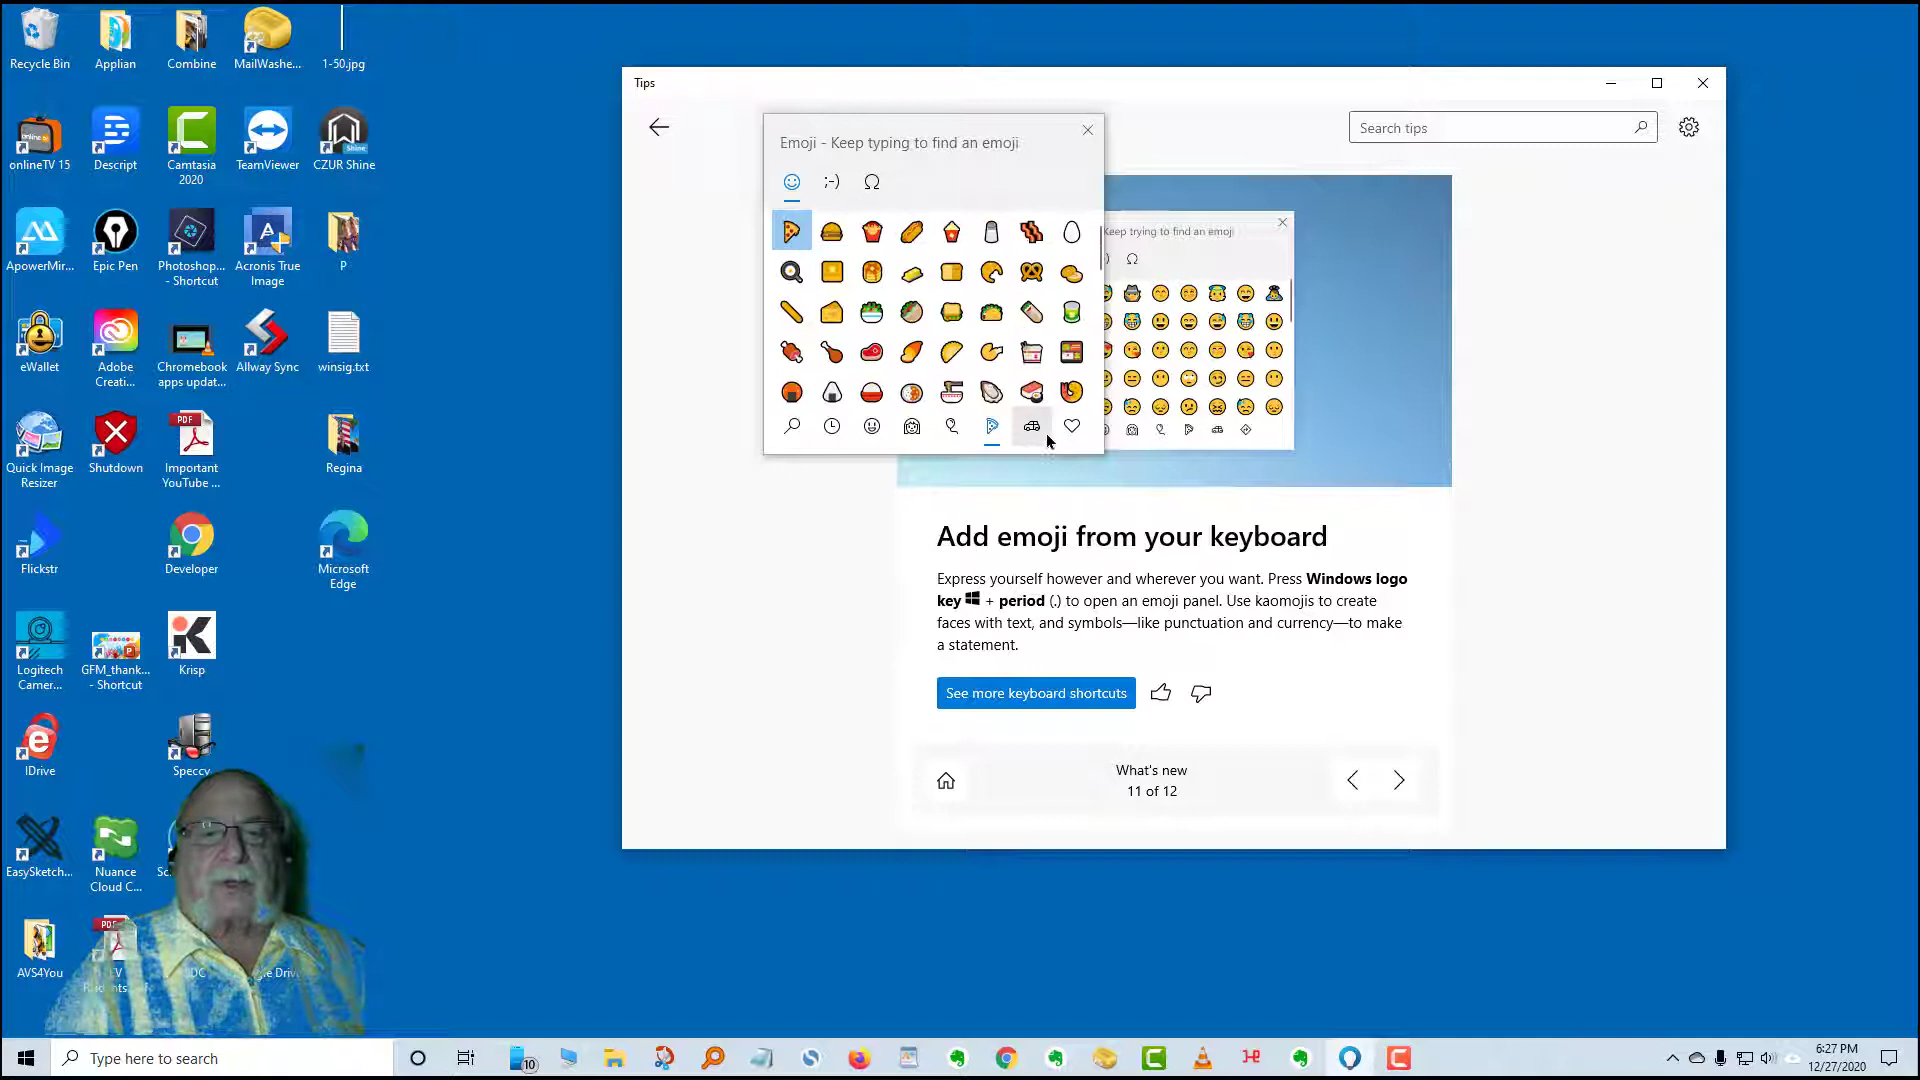 Recycle Bin
Applian
Combine
MailWashe...
1-50.jpg
onlineTV 15
Descript
Camtasia
2020
TeamViewer
CZUR Shine
ApowerMir...
Epic Pen
Photoshop...
- Shortcut
Acronis True
Image
P
eWallet
Adobe
Creati...
Chromebook
apps updat...
Allway Sync
winsig.txt
Quick Image
Resizer
Shutdown
PDF
Important
YouTube ...
Regina
Flickstr
Developer
Microsoft
Edge
Logitech
Camer...
GFM_thank...
- Shortcut
Krisp
IDrive
Speccy
EasySketch...
Nuance
Cloud C...
AVS4You
PDF
Tips
Search tips
Emoji - Keep typing to find an emoji
;-)
Ω
Keep trying to find an emoji
Ω
Add emoji from your keyboard
Express yourself however and wherever you want. Press Windows logo
key + period (.) to open an emoji panel. Use kaomojis to create
faces with text, and symbols—like punctuation and currency—to make
a statement.
See more keyboard shortcuts
What's new
11 of 12
Type here to search
10
6:27 PM
12/27/2020